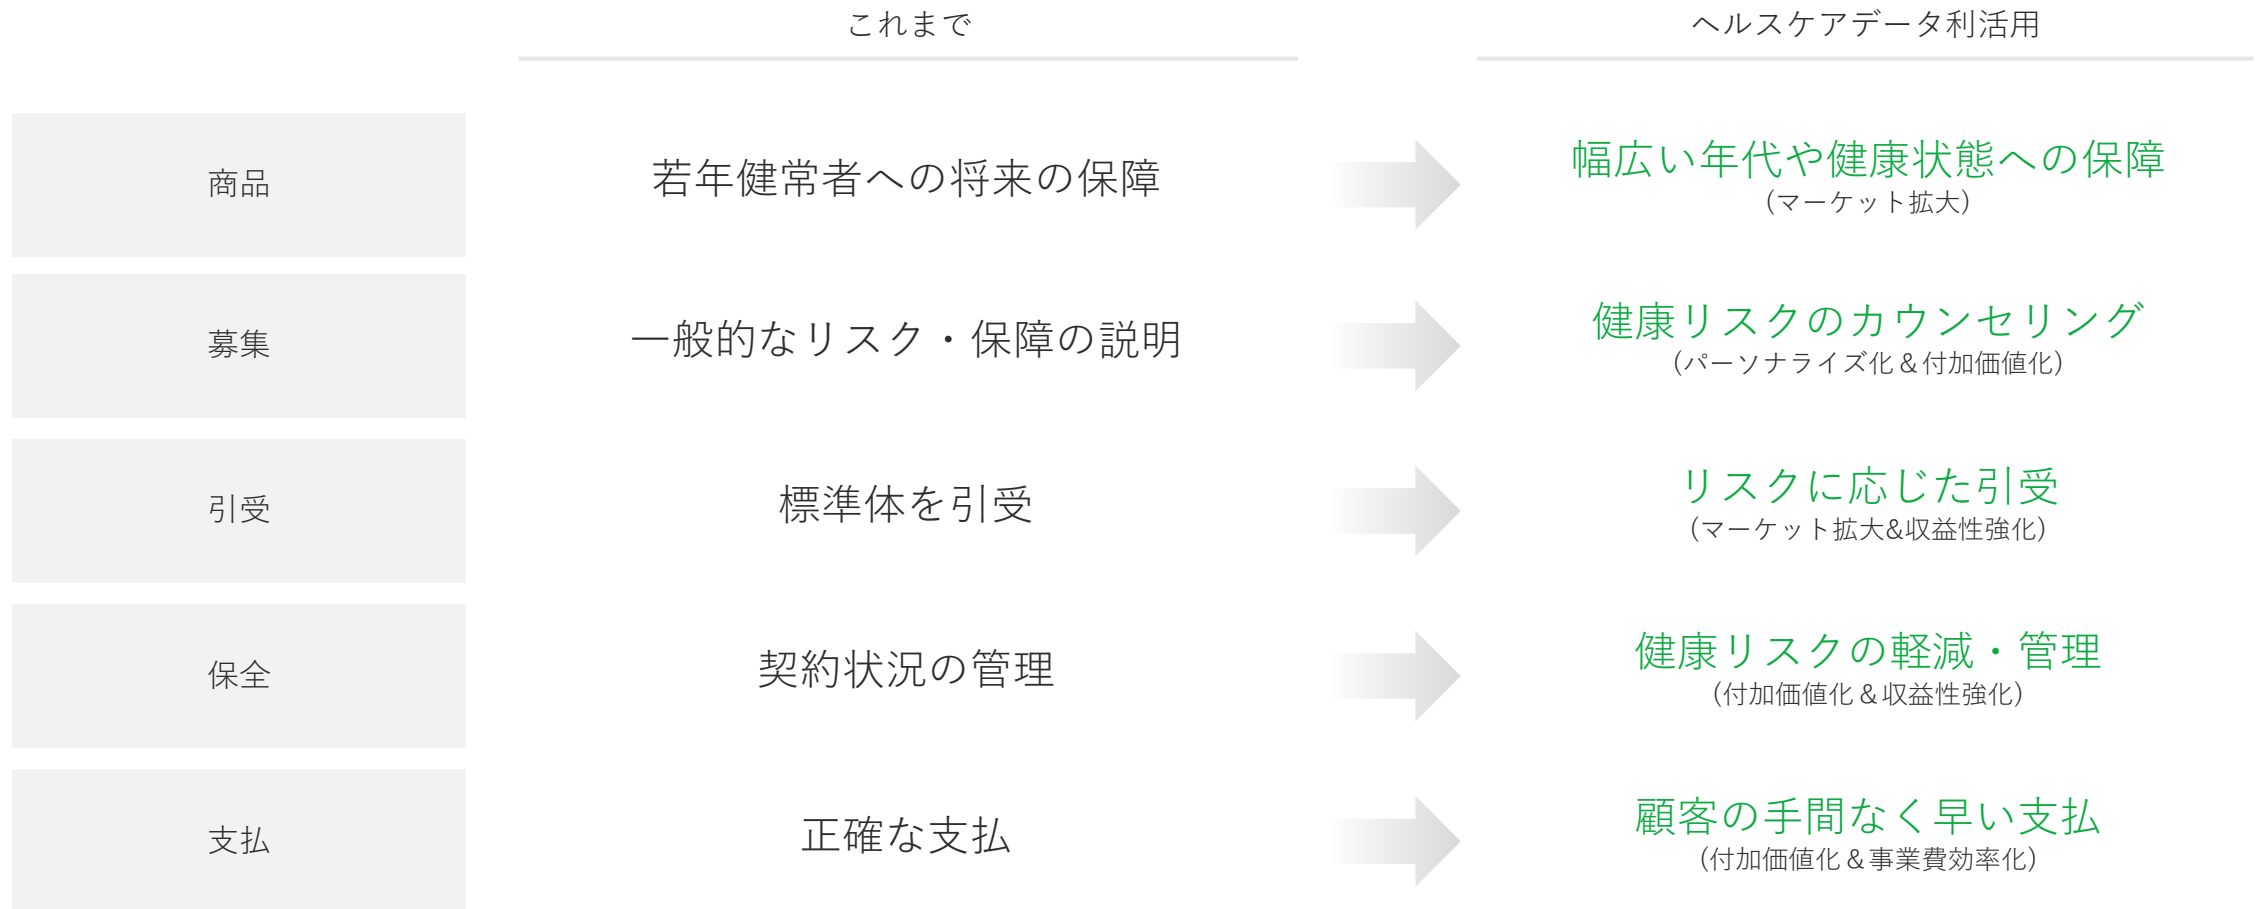 これまで
ヘルスケアデータ利活用
商品
若年健常者への将来の保障
幅広い年代や健康状態への保障
(マーケット拡大)
募集
一般的なリスク・保障の説明
健康リスクのカウンセリング
(パーソナライズ化＆付加価値化)
引受
標準体を引受
リスクに応じた引受
(マーケット拡大&収益性強化)
保全
契約状況の管理
健康リスクの軽減・管理
(付加価値化＆収益性強化)
支払
正確な支払
顧客の手間なく早い支払
(付加価値化＆事業費効率化)